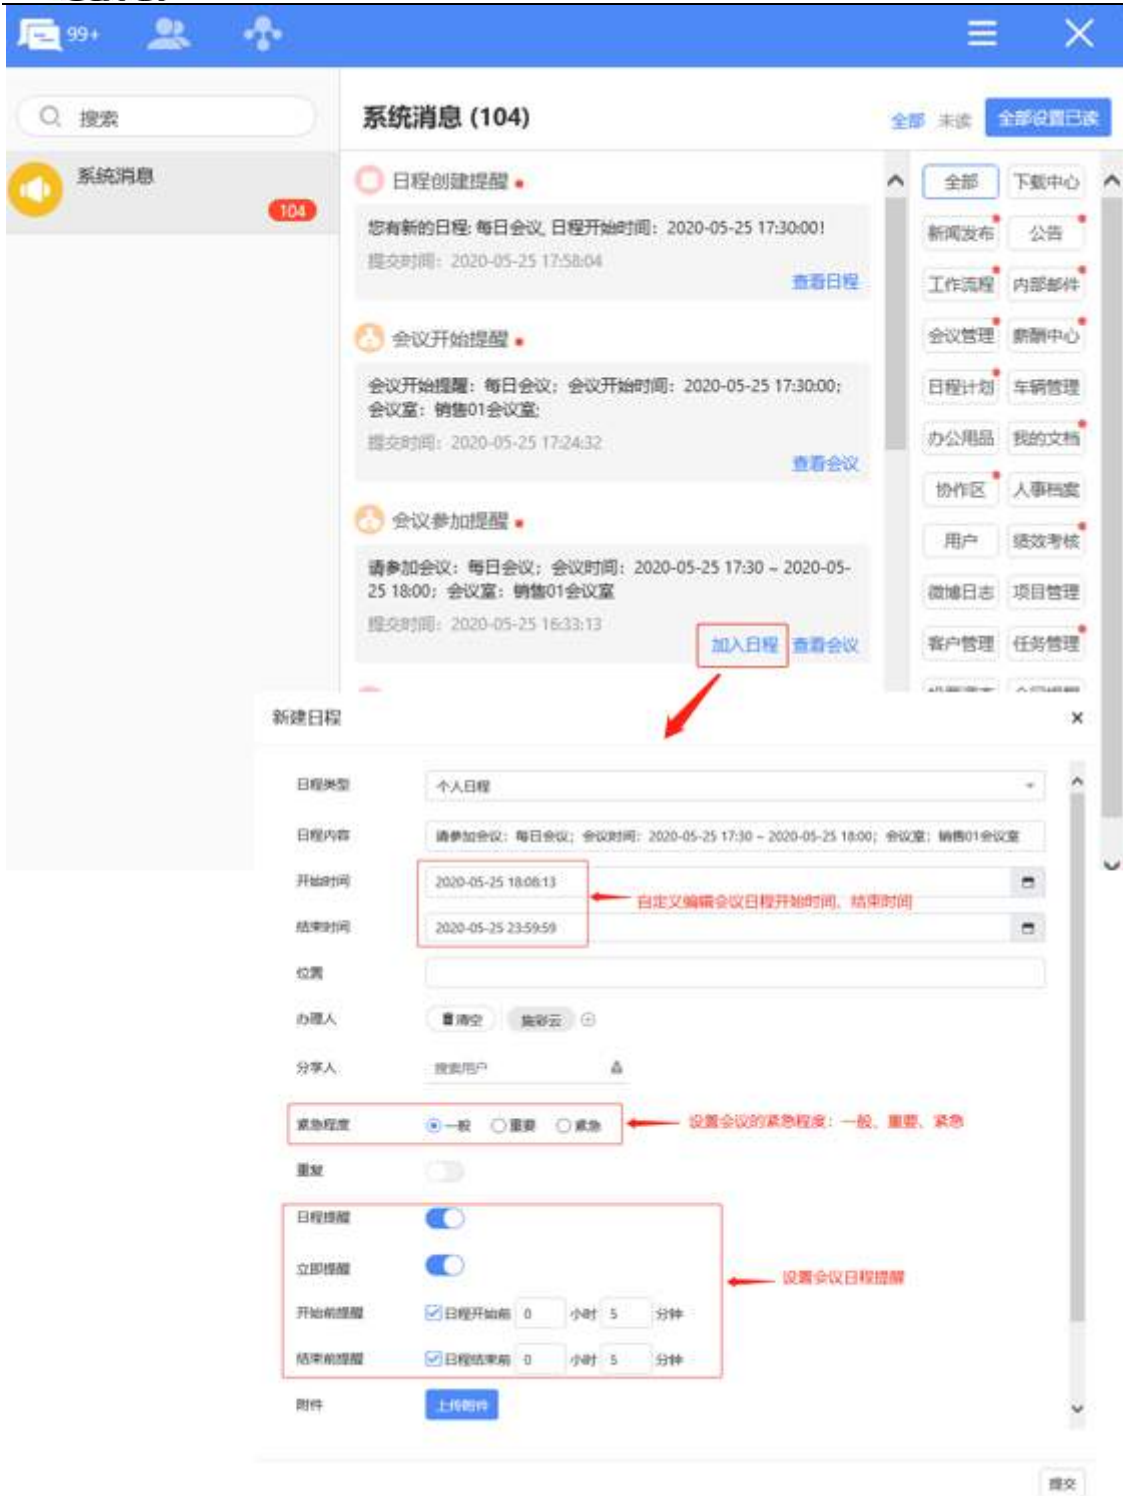 99+
搜索
系统消息 (104)
全部 未读 全部设置已读
系统消息
104
日程创建提醒
您有新的日程: 每日会议, 日程开始时间：2020-05-25 17:30:00!
提交时间：2020-05-25 17:58:04
查看日程
会议开始提醒
会议开始提醒：每日会议；会议开始时间：2020-05-25 17:30:00；
会议室：销售01会议室;
提交时间：2020-05-25 17:24:32
查看会议
会议参加提醒
请参加会议：每日会议；会议时间：2020-05-25 17:30 ~ 2020-05-
25 18:00；会议室：销售01会议室
提交时间：2020-05-25 16:33:13
加入日程 查看会议
全部 下载中心
新闻发布 公告
工作流程 内部邮件
会议管理 薪酬中心
日程计划 车辆管理
办公用品 我的文档
协作区 人事档案
用户 绩效考核
微博日志 项目管理
客户管理 任务管理
新建日程
日程类型 个人日程
日程内容 请参加会议：每日会议；会议时间：2020-05-25 17:30 ~ 2020-05-25 18:00；会议室：销售01会议室
开始时间 2020-05-25 18:08:13
自定义编辑会议日程开始时间、结束时间
结束时间 2020-05-25 23:59:59
位置
办理人 清空 施彩云
分享人 搜索用户
紧急程度 一般 重要 紧急
设置会议的紧急程度：一般、重要、紧急
重复
日程提醒
立即提醒
设置会议日程提醒
开始前提醒 日程开始前 0 小时 5 分钟
结束前提醒 日程结束前 0 小时 5 分钟
附件 上传附件
提交